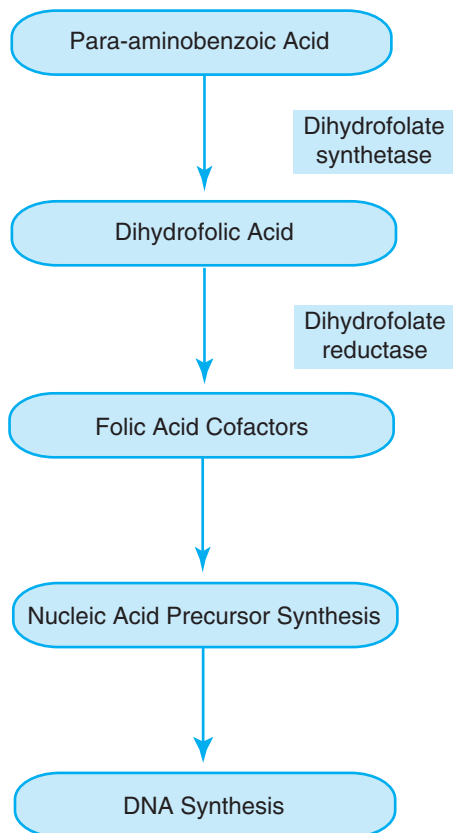 Para-aminobenzoic Acid
Dihydrofolate
synthetase
Dihydrofolic Acid
Dihydrofolate
reductase
Folic Acid Cofactors
Nucleic Acid Precursor Synthesis
DNA Synthesis